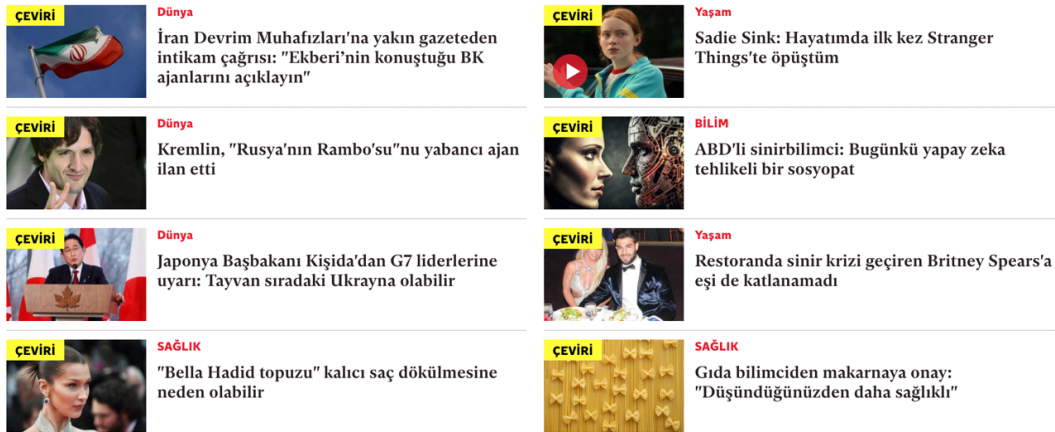 ÇEVİRİ
Dünya
İran Devrim Muhafızları'na yakın gazeteden
intikam çağrısı: "Ekberi’nin konuştuğu BK
ajanlarını açıklayın"
ÇEVİRİ
Dünya
Kremlin, "Rusya'nın Rambo'su"nu yabancı ajan
ilan etti
ÇEVİRİ
Dünya
Japonya Başbakanı Kişida'dan G7 liderlerine
uyarı: Tayvan sıradaki Ukrayna olabilir
ÇEVİRİ
SAĞLIK
"Bella Hadid topuzu" kalıcı saç dökülmesine
neden olabilir
ÇEVİRİ
Yaşam
Sadie Sink: Hayatımda ilk kez Stranger
Things'te öpüştüm
ÇEVİRİ
BİLİM
ABD'li sinirbilimci: Bugünkü yapay zeka
tehlikeli bir sosyopat
ÇEVİRİ
Yaşam
Restoranda sinir krizi geçiren Britney Spears'a
eşi de katlanamadı
ÇEVİRİ
SAĞLIK
Gıda bilimciden makarnaya onay:
"Düşündüğünüzden daha sağlıklı"